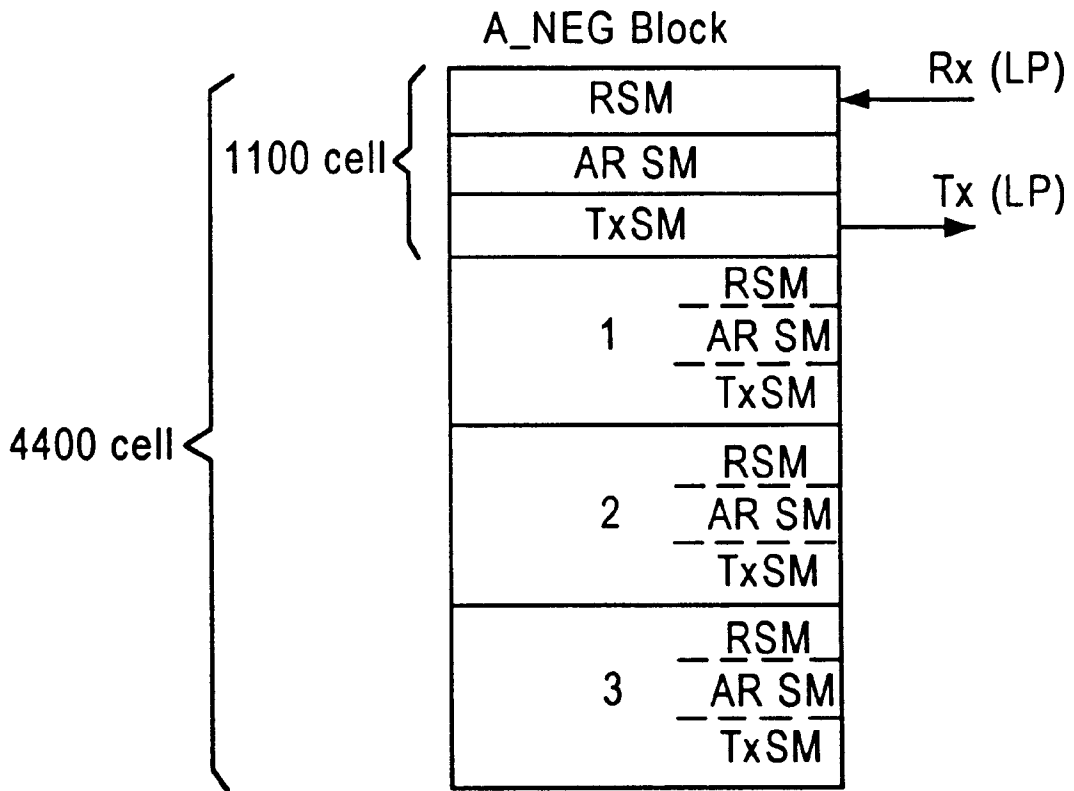 A_NEG Block
RSM
Rx (LP)
1100 cell
AR SM
TxSM
Tx (LP)
4400 cell
1
RSM
AR SM
TxSM
2
RSM
AR SM
TxSM
3
RSM
AR SM
TxSM